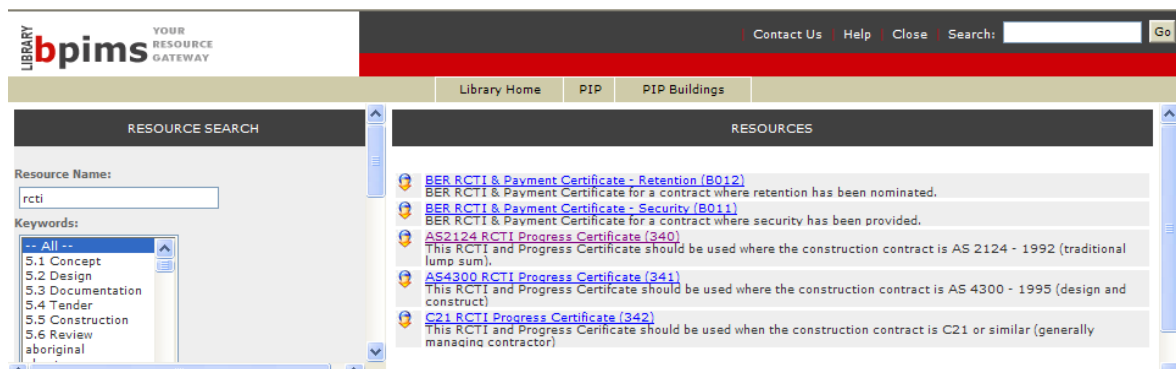 LIBRARY
bpims
YOUR
RESOURCE
GATEWAY
Contact Us | Help | Close | Search:
Go
Library Home
PIP
PIP Buildings
RESOURCE SEARCH
Resource Name:
rcti
Keywords:
-- All --
5.1 Concept
5.2 Design
5.3 Documentation
5.4 Tender
5.5 Construction
5.6 Review
aboriginal
RESOURCES
BER RCTI & Payment Certificate - Retention (B012)
BER RCTI & Payment Certificate for a contract where retention has been nominated.
BER RCTI & Payment Certificate - Security (B011)
BER RCTI & Payment Certificate for a contract where security has been provided.
AS2124 RCTI Progress Certificate (340)
This RCTI and Progress Certificate should be used where the construction contract is AS 2124 - 1992 (traditional
lump sum).
AS4300 RCTI Progress Certificate (341)
This RCTI and Progress Certifcate should be used where the construction contract is AS 4300 - 1995 (design and
construct)
C21 RCTI Progress Certificate (342)
This RCTI and Progress Cerificate should be used when the construction contract is C21 or similar (generally
managing contractor)